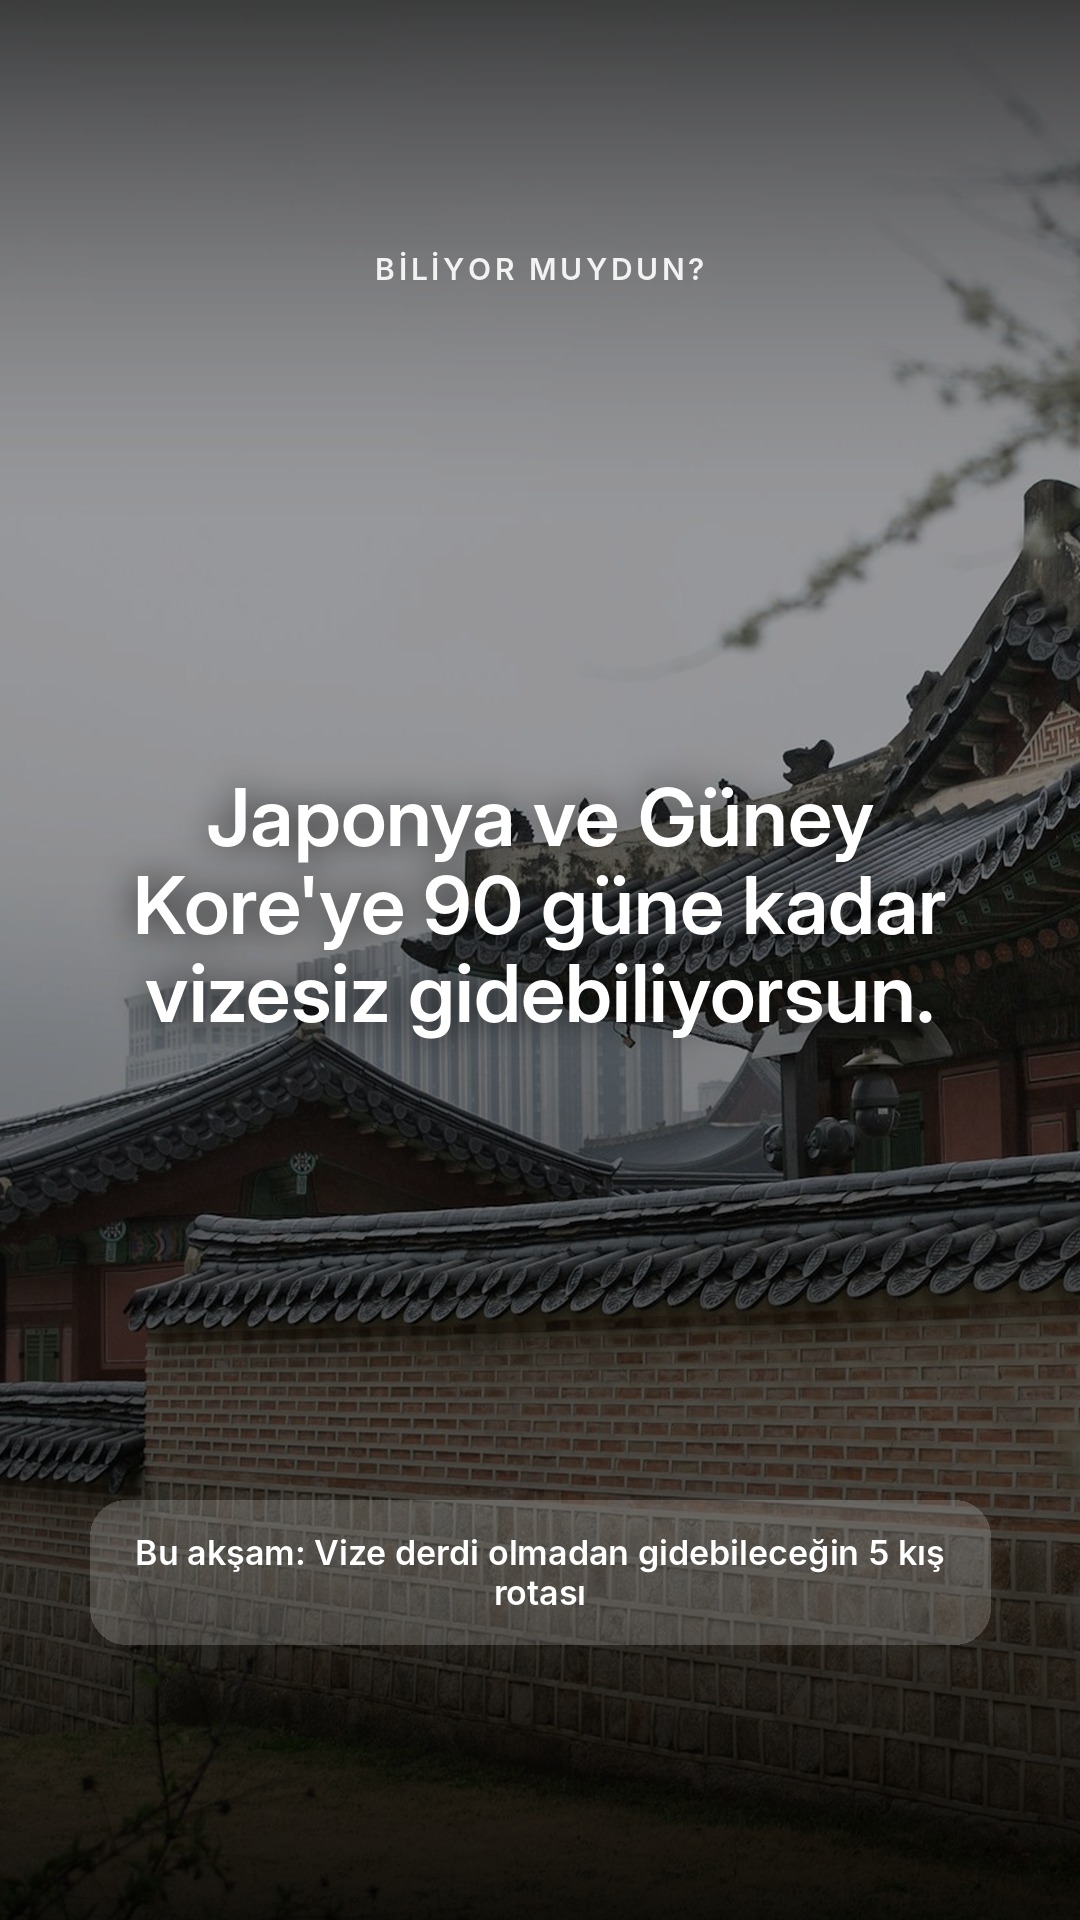 BİLİYOR MUYDUN?
Japonya ve Güney
Kore'ye 90 güne kadar
vizesiz gidebiliyorsun.
Bu akşam: Vize derdi olmadan gidebileceğin 5 kış
rotası